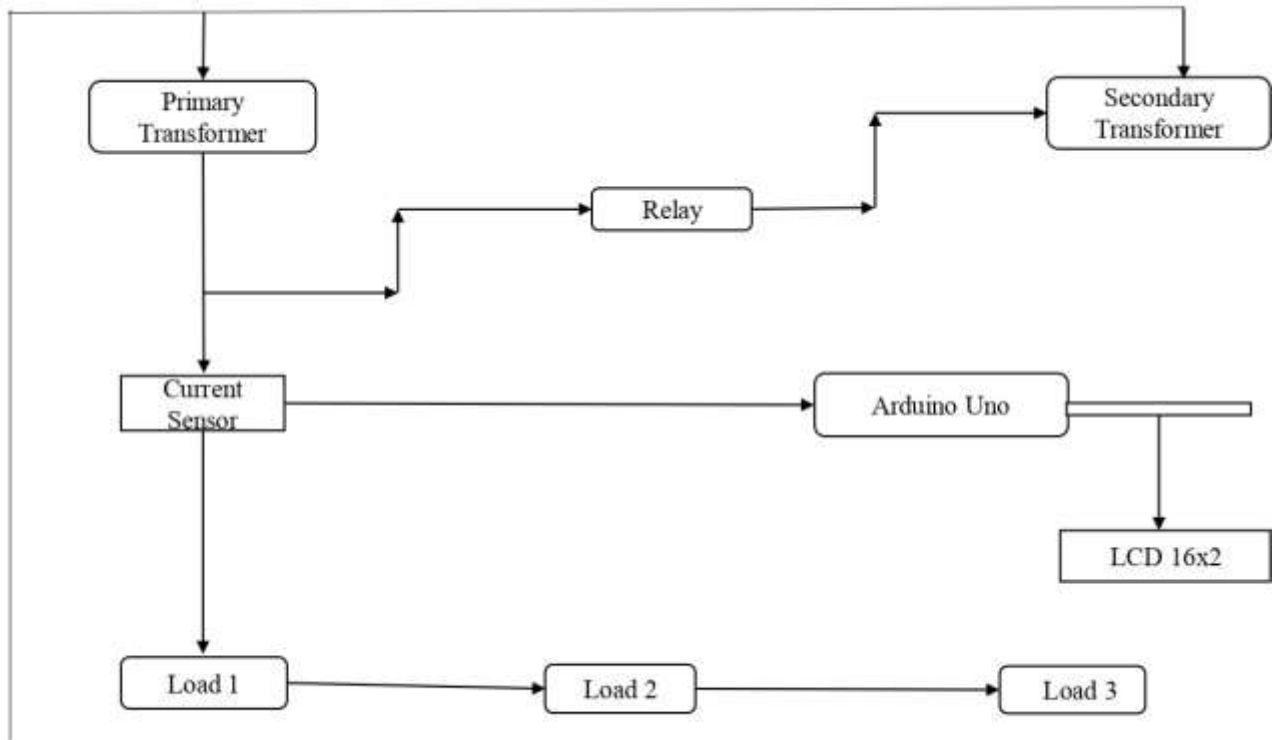 Primary
Transformer
Secondary
Transformer
Relay
Current
Sensor
Arduino Uno
LCD 16x2
Load 1
Load 2
Load 3